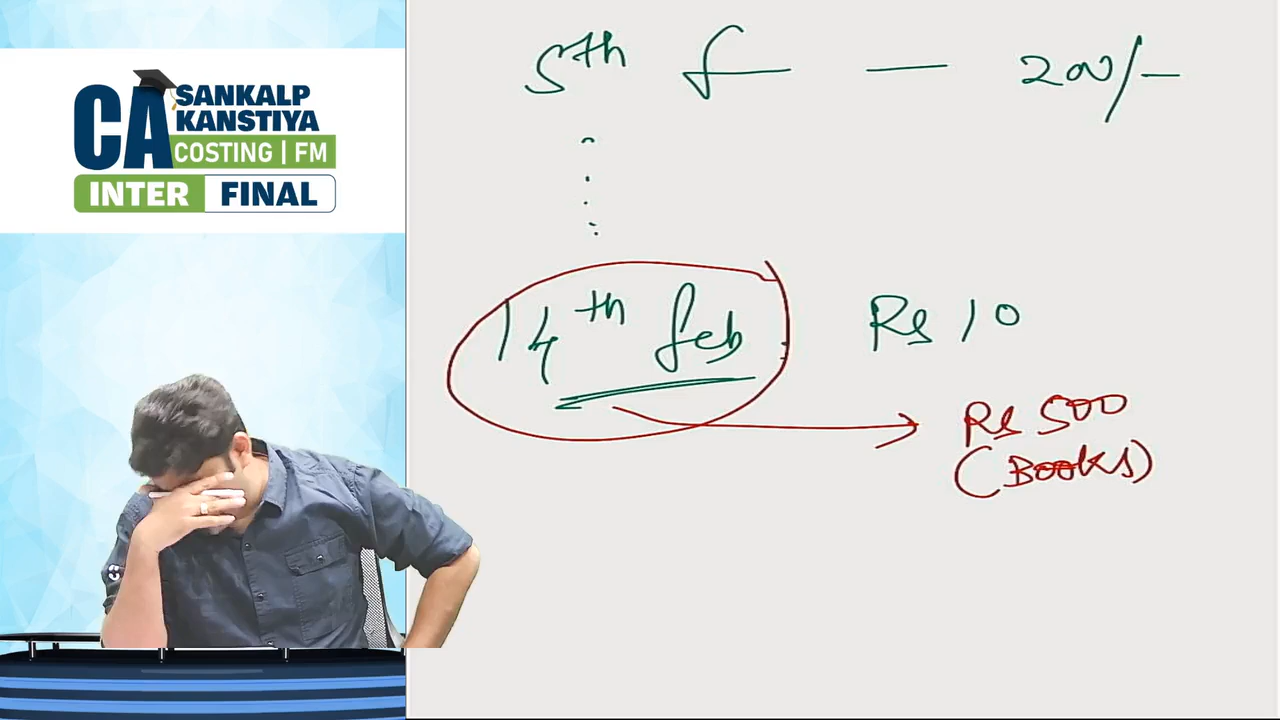 CA SANKALP
KANSTIYA
COSTING | FM
INTER FINAL
5th f — 200/-
14th feb Rs 10
Rs 500
(Books)